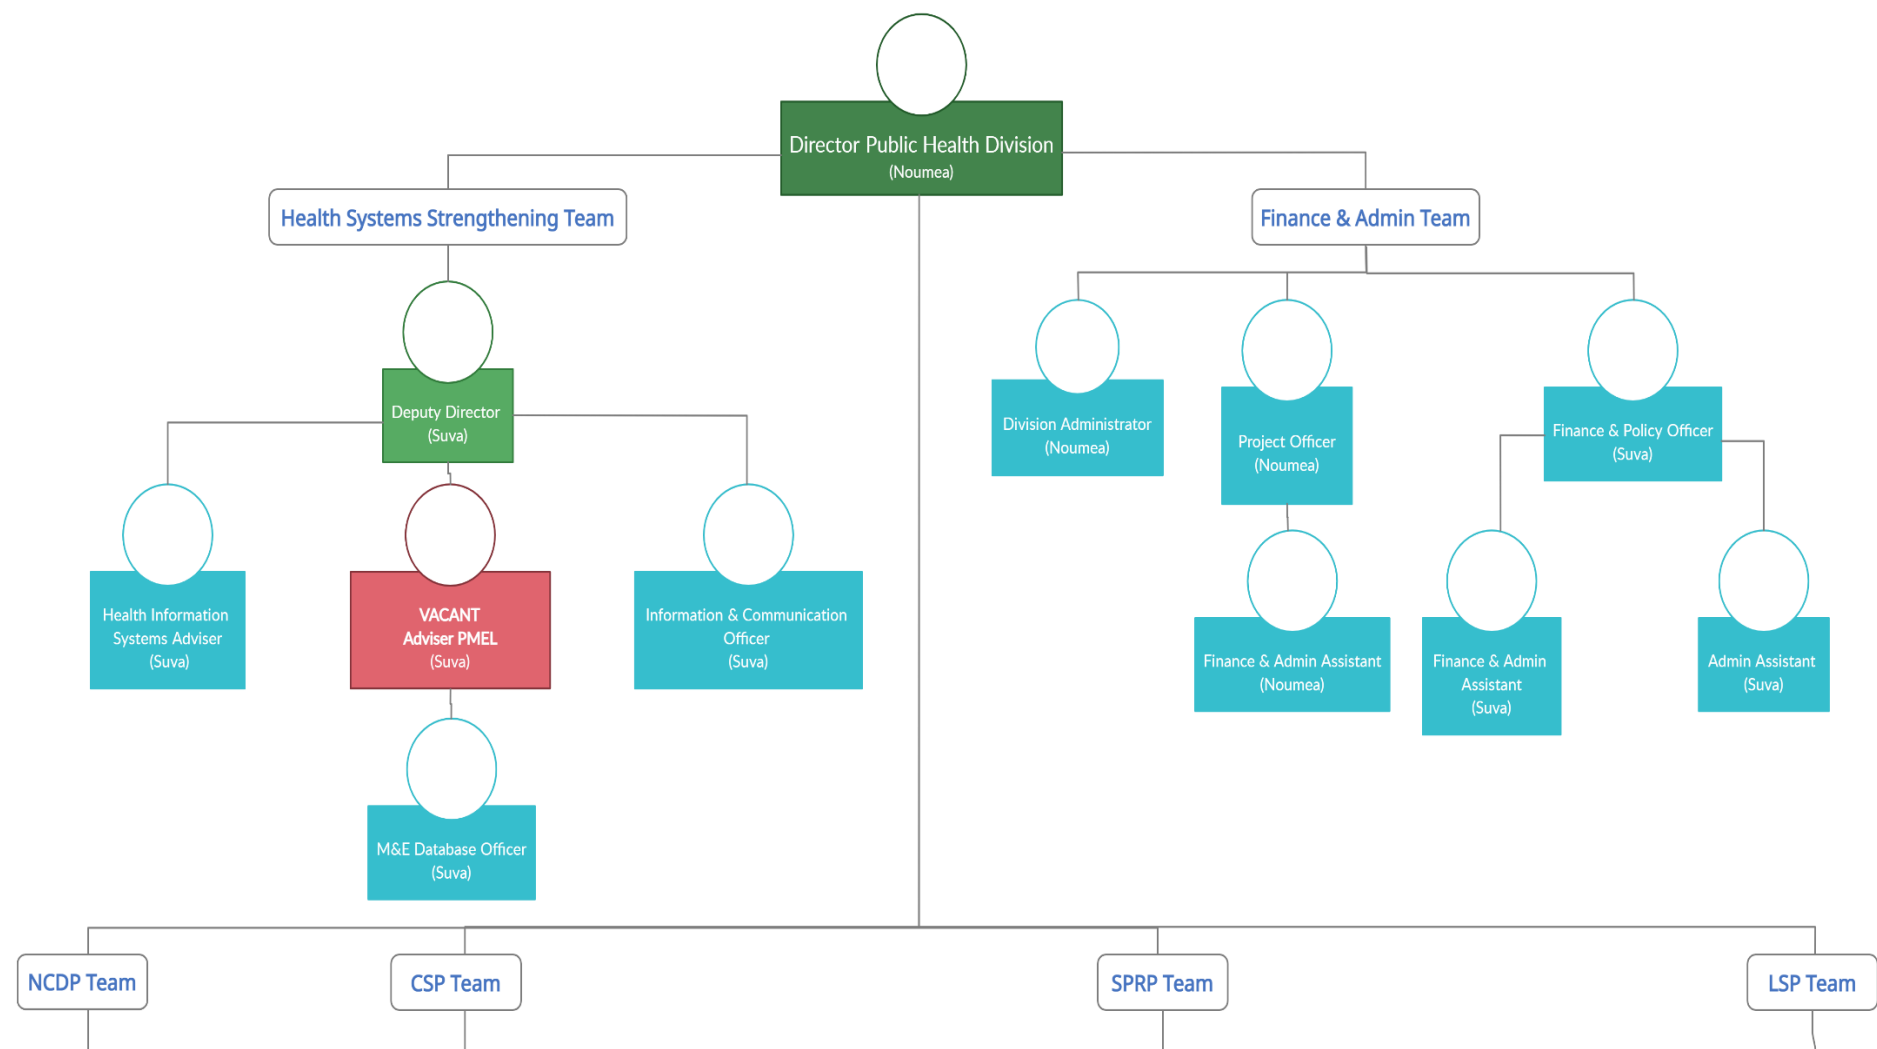 Director Public Health Division
(Noumea)
Health Systems Strengthening Team
Finance & Admin Team
Deputy Director
(Suva)
Division Administrator
(Noumea)
Project Officer
(Noumea)
Finance & Policy Officer
(Suva)
Health Information
Systems Adviser
(Suva)
VACANT
Adviser PMEL
(Suva)
Information & Communication
Officer
(Suva)
Finance & Admin Assistant
(Noumea)
Finance & Admin
Assistant
(Suva)
Admin Assistant
(Suva)
M&E Database Officer
(Suva)
NCDP Team
CSP Team
SPRP Team
LSP Team